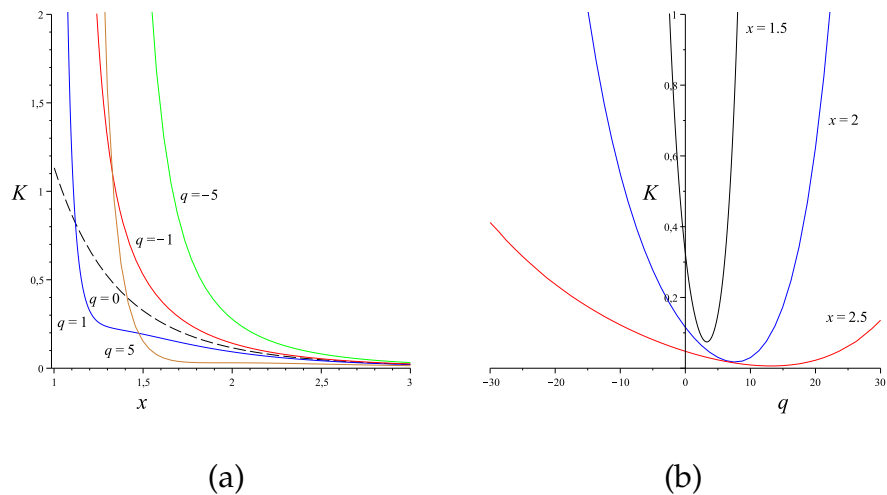 2
1,5
K
1
0,5
0
1
1,5
2
2,5
3
x
q = −5
q = −1
q = 0
q = 1
q = 5
(a)
1
0,8
0,6
K
0,4
0,2
0
−30
−20
−10
10
20
30
q
x = 1.5
x = 2
x = 2.5
(b)